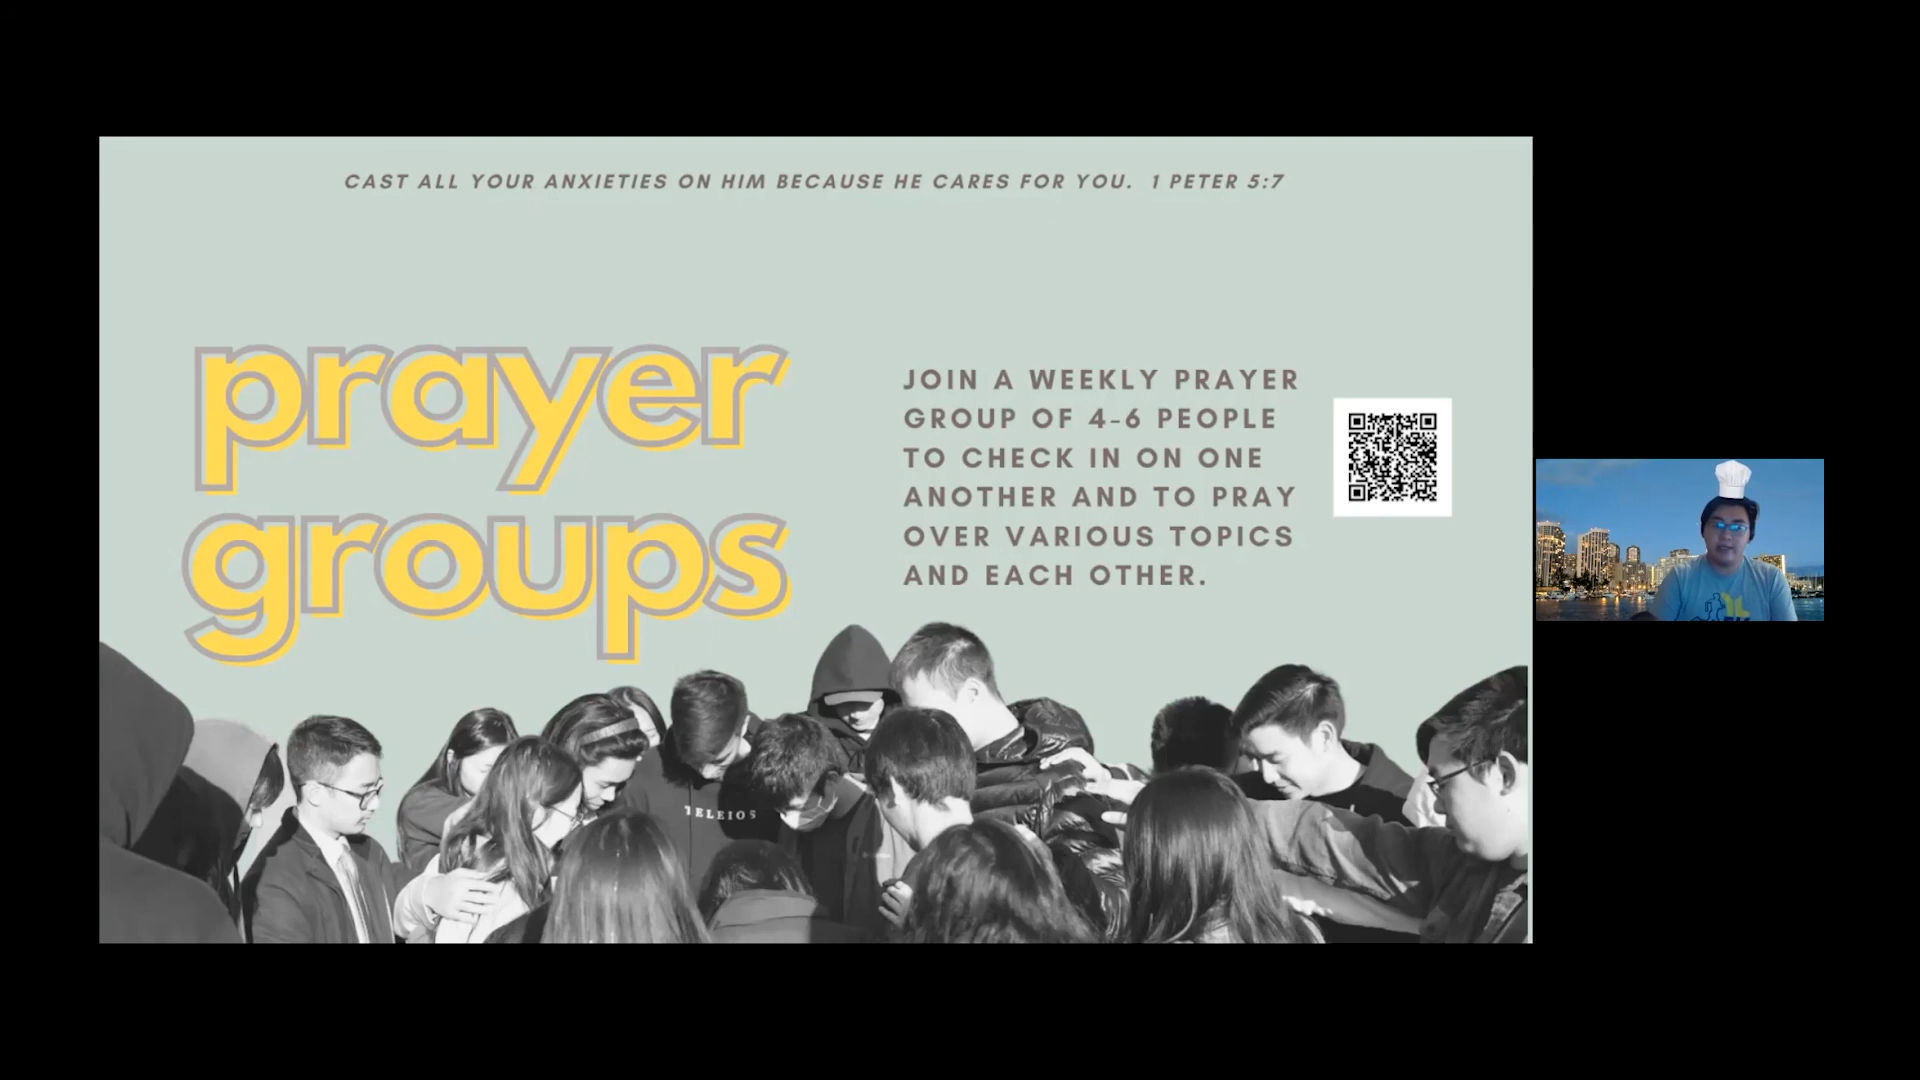 CAST ALL YOUR ANXIETIES ON HIM BECAUSE HE CARES FOR YOU. 1 PETER 5:7
prayer
groups
JOIN A WEEKLY PRAYER
GROUP OF 4-6 PEOPLE
TO CHECK IN ON ONE
ANOTHER AND TO PRAY
OVER VARIOUS TOPICS
AND EACH OTHER.
TELEIOS